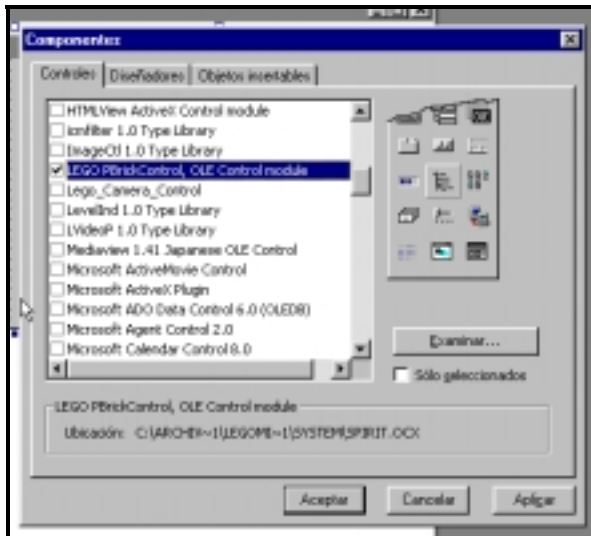 Componentes
Controles Diseñadores Objetos insertables
HTMLView ActiveX Control module
icmfilter 1.0 Type Library
ImageCtl 1.0 Type Library
LEGO PBrickControl, OLE Control module
Lego_Camera_Control
LevelInd 1.0 Type Library
LVideoP 1.0 Type Library
Mediaview 1.41 Japanese OLE Control
Microsoft ActiveMovie Control
Microsoft ActiveX Plugin
Microsoft ADO Data Control 6.0 (OLEDB)
Microsoft Agent Control 2.0
Microsoft Calendar Control 8.0
Examinar...
Sólo seleccionados
LEGO PBrickControl, OLE Control module
Ubicación: C:\ARCHIV~1\LEGOMI~1\SYSTEM\SPIRIT.OCX
Aceptar Cancelar Aplicar